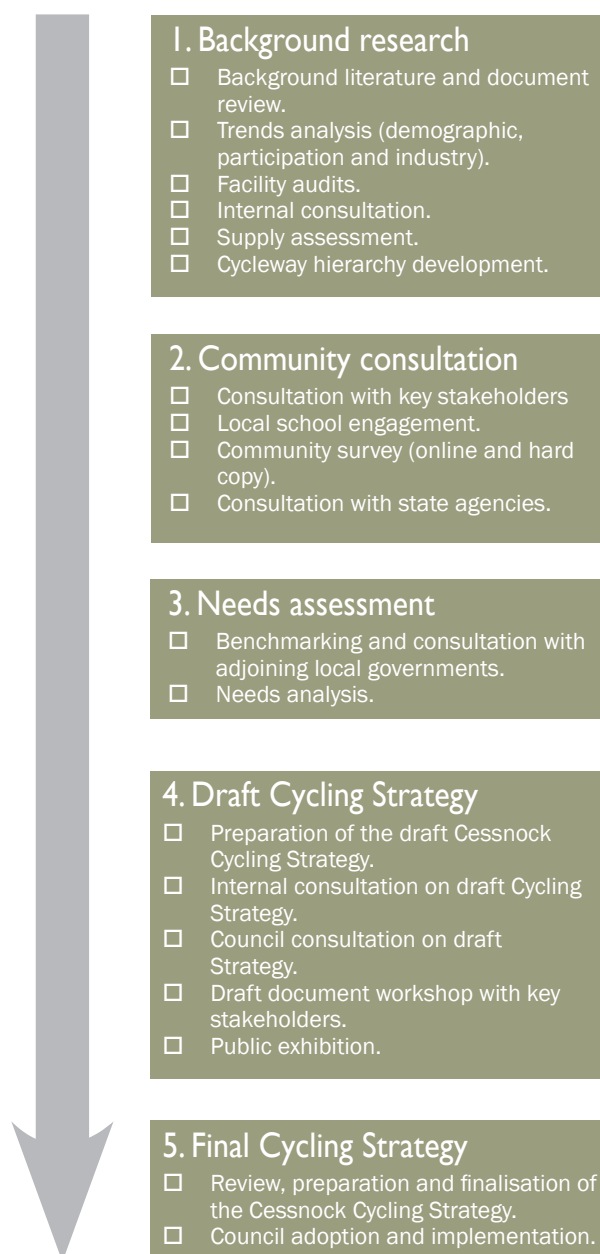 1. Background research
☐ Background literature and document
review.
☐ Trends analysis (demographic,
participation and industry).
☐ Facility audits.
☐ Internal consultation.
☐ Supply assessment.
☐ Cycleway hierarchy development.
2. Community consultation
☐ Consultation with key stakeholders
☐ Local school engagement.
☐ Community survey (online and hard
copy).
☐ Consultation with state agencies.
3. Needs assessment
☐ Benchmarking and consultation with
adjoining local governments.
☐ Needs analysis.
4. Draft Cycling Strategy
☐ Preparation of the draft Cessnock
Cycling Strategy.
☐ Internal consultation on draft Cycling
Strategy.
☐ Council consultation on draft
Strategy.
☐ Draft document workshop with key
stakeholders.
☐ Public exhibition.
5. Final Cycling Strategy
☐ Review, preparation and finalisation of
the Cessnock Cycling Strategy.
☐ Council adoption and implementation.